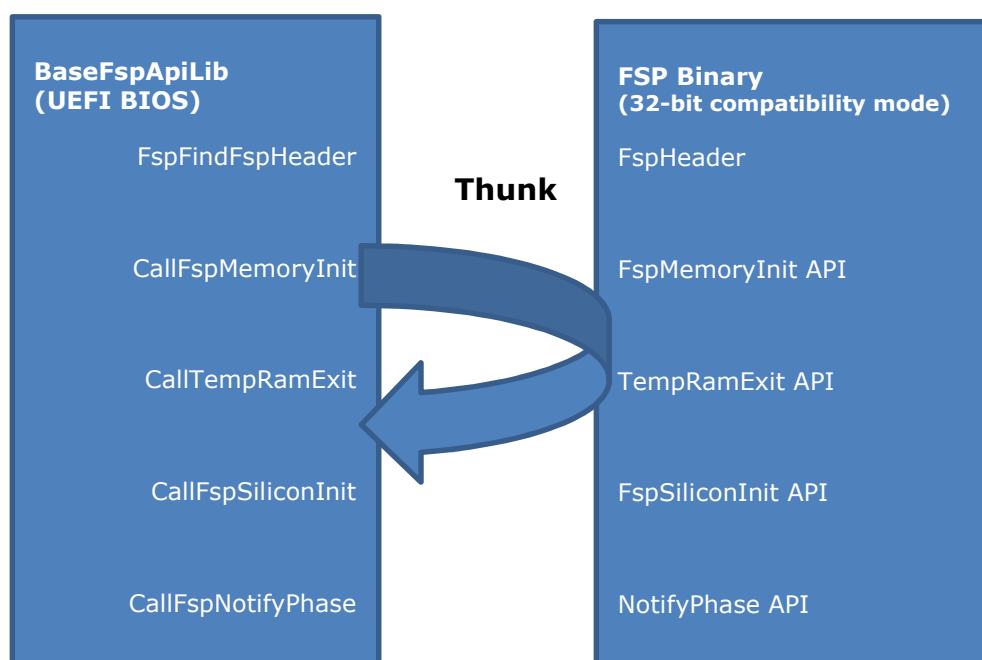 BaseFspApiLib
(UEFI BIOS)
FspFindFspHeader
CallFspMemoryInit
CallTempRamExit
CallFspSiliconInit
CallFspNotifyPhase
Thunk
FSP Binary
(32-bit compatibility mode)
FspHeader
FspMemoryInit API
TempRamExit API
FspSiliconInit API
NotifyPhase API